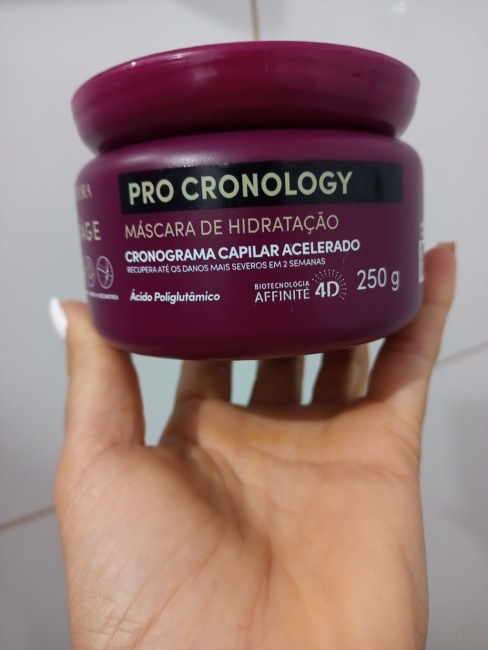 PRO CRONOLOGY
MÁSCARA DE HIDRATAÇÃO
CRONOGRAMA CAPILAR ACELERADO
RECUPERA ATÉ OS DANOS MAIS SEVEROS EM 2 SEMANAS
Ácido Poliglutâmico
BIOTECNOLOGIA
AFFINITÉ 4D
250 g